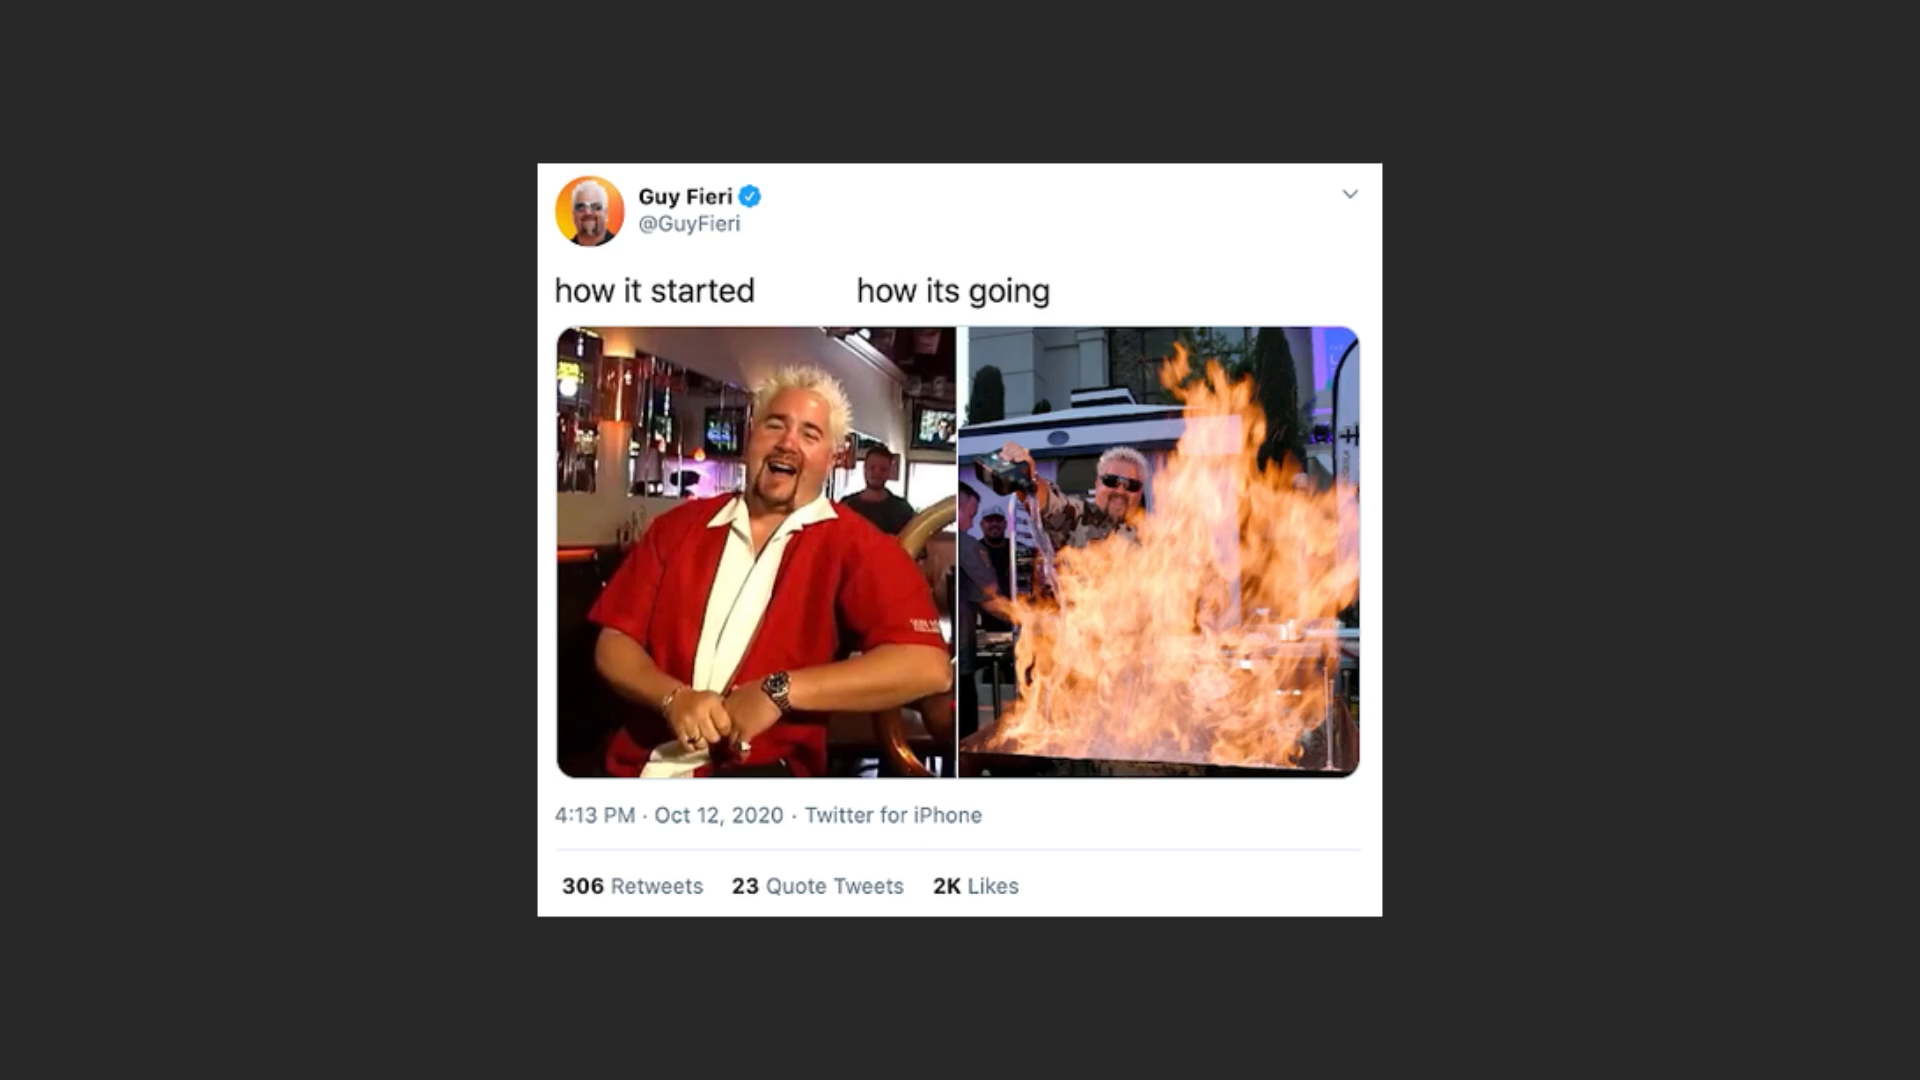 Guy Fieri
@GuyFieri
how it started how its going
4:13 PM · Oct 12, 2020 · Twitter for iPhone
306 Retweets 23 Quote Tweets 2K Likes